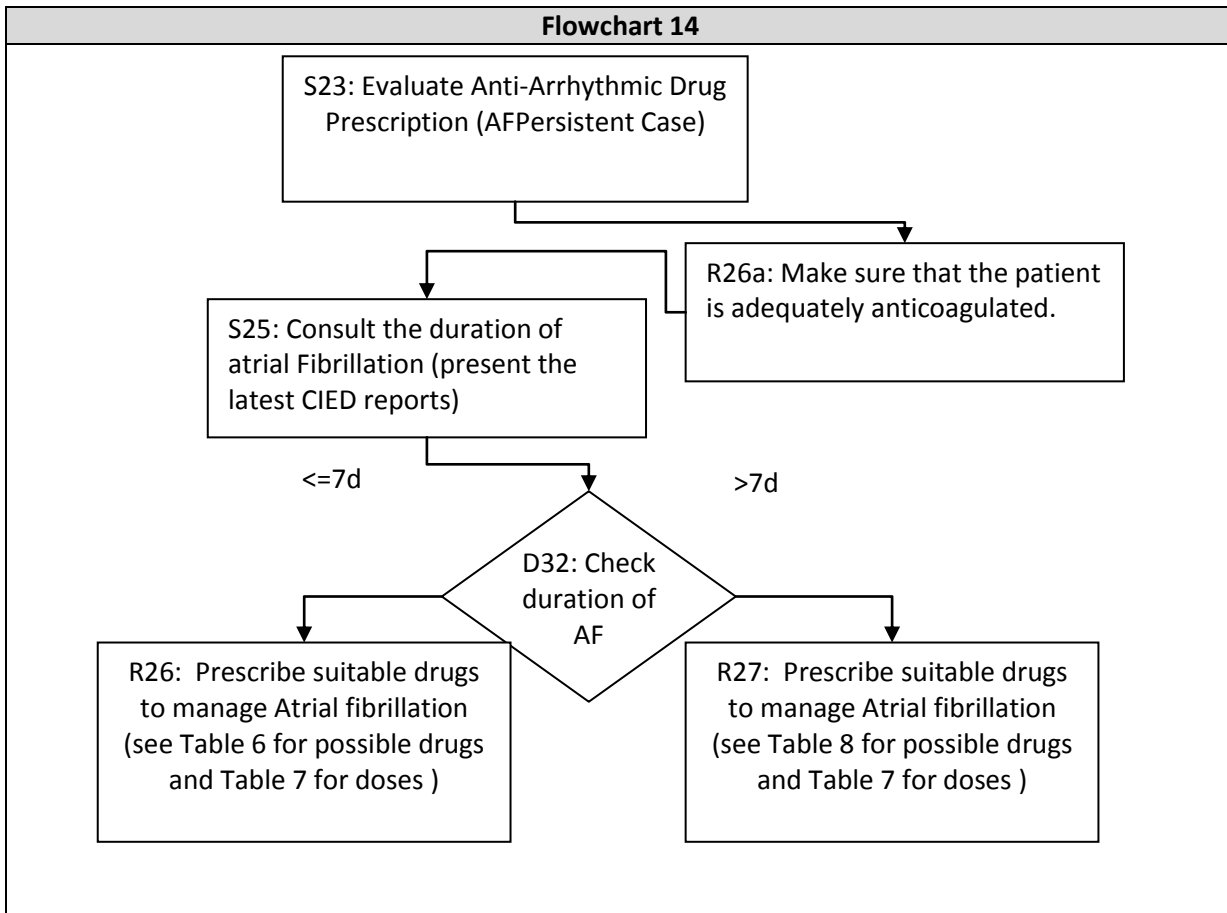 Flowchart 14
S23: Evaluate Anti-Arrhythmic Drug
Prescription (AFPersistent Case)
R26a: Make sure that the patient
is adequately anticoagulated.
S25: Consult the duration of
atrial Fibrillation (present the
latest CIED reports)
<=7d
>7d
D32: Check
duration of
AF
R26:  Prescribe suitable drugs
to manage Atrial fibrillation
(see Table 6 for possible drugs
and Table 7 for doses )
R27:  Prescribe suitable drugs
to manage Atrial fibrillation
(see Table 8 for possible drugs
and Table 7 for doses )